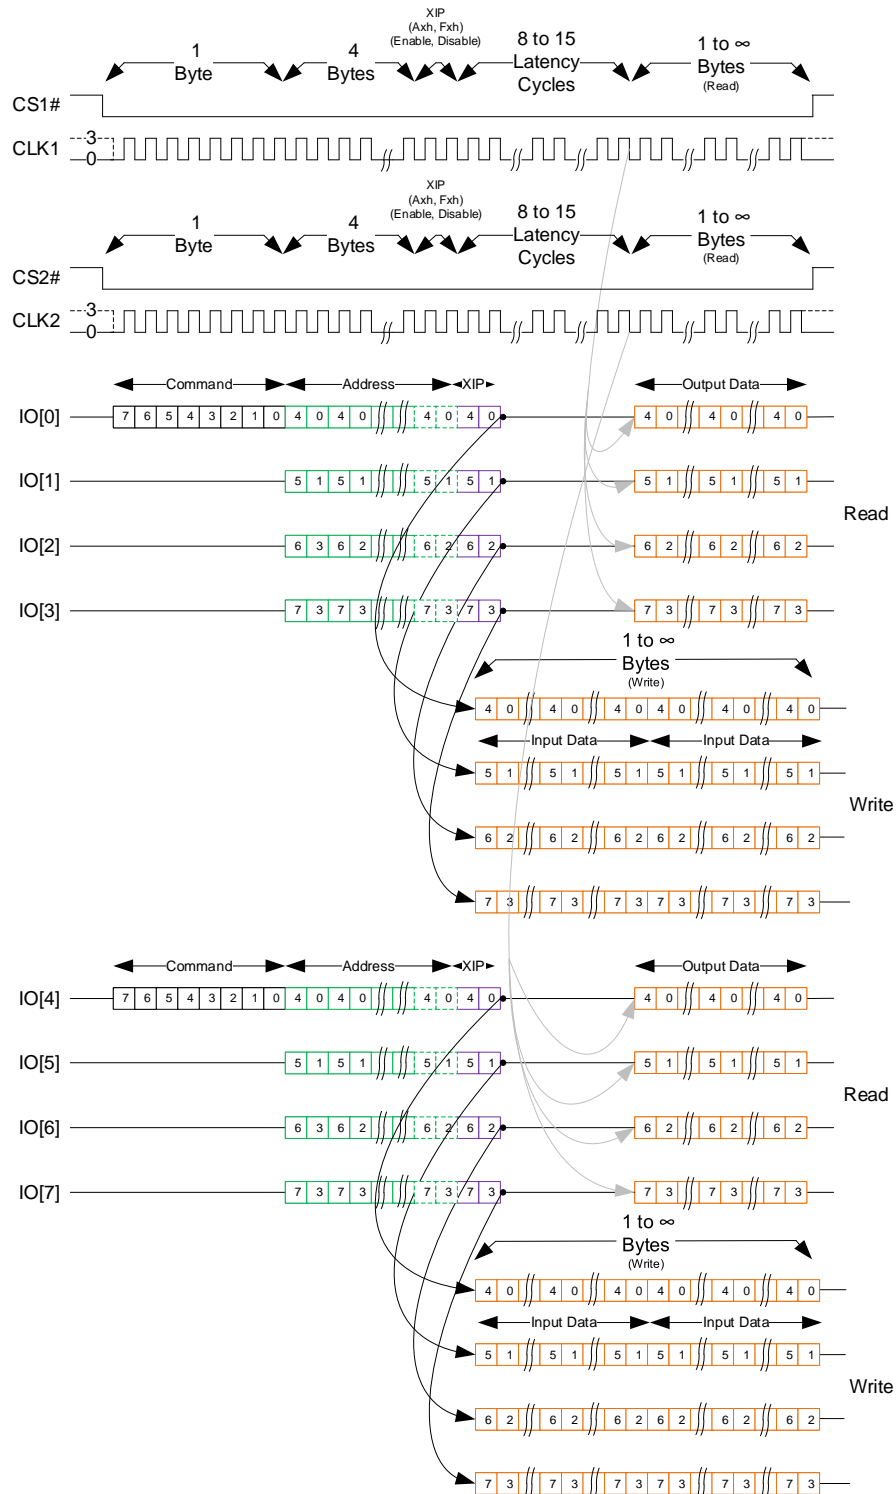 XIP
(Axh, Fxh)
(Enable, Disable)
1
Byte
4
Bytes
8 to 15
Latency
Cycles
1 to ∞
Bytes
(Read)
CS1#
CLK1
3
0
XIP
(Axh, Fxh)
(Enable, Disable)
1
Byte
4
Bytes
8 to 15
Latency
Cycles
1 to ∞
Bytes
(Read)
CS2#
CLK2
3
0
Command Address XIP Output Data
IO[0] 7 6 5 4 3 2 1 0 4 0 4 0 4 0 4 0 4 0 4 0 4 0
IO[1] 5 1 5 1 5 1 5 1 5 1 5 1 5 1
Read
IO[2] 6 3 6 2 6 2 6 2 6 2 6 2 6 2
IO[3] 7 3 7 3 7 3 7 3 7 3 7 3 7 3
1 to ∞
Bytes
(Write)
4 0 4 0 4 0 4 0 4 0 4 0
Input Data Input Data
5 1 5 1 5 1 5 1 5 1 5 1
Write
6 2 6 2 6 2 6 2 6 2 6 2
7 3 7 3 7 3 7 3 7 3 7 3
Command Address XIP Output Data
IO[4] 7 6 5 4 3 2 1 0 4 0 4 0 4 0 4 0 4 0 4 0 4 0
IO[5] 5 1 5 1 5 1 5 1 5 1 5 1 5 1
Read
IO[6] 6 3 6 2 6 2 6 2 6 2 6 2 6 2
IO[7] 7 3 7 3 7 3 7 3 7 3 7 3 7 3
1 to ∞
Bytes
(Write)
4 0 4 0 4 0 4 0 4 0 4 0
Input Data Input Data
5 1 5 1 5 1 5 1 5 1 5 1
Write
6 2 6 2 6 2 6 2 6 2 6 2
7 3 7 3 7 3 7 3 7 3 7 3